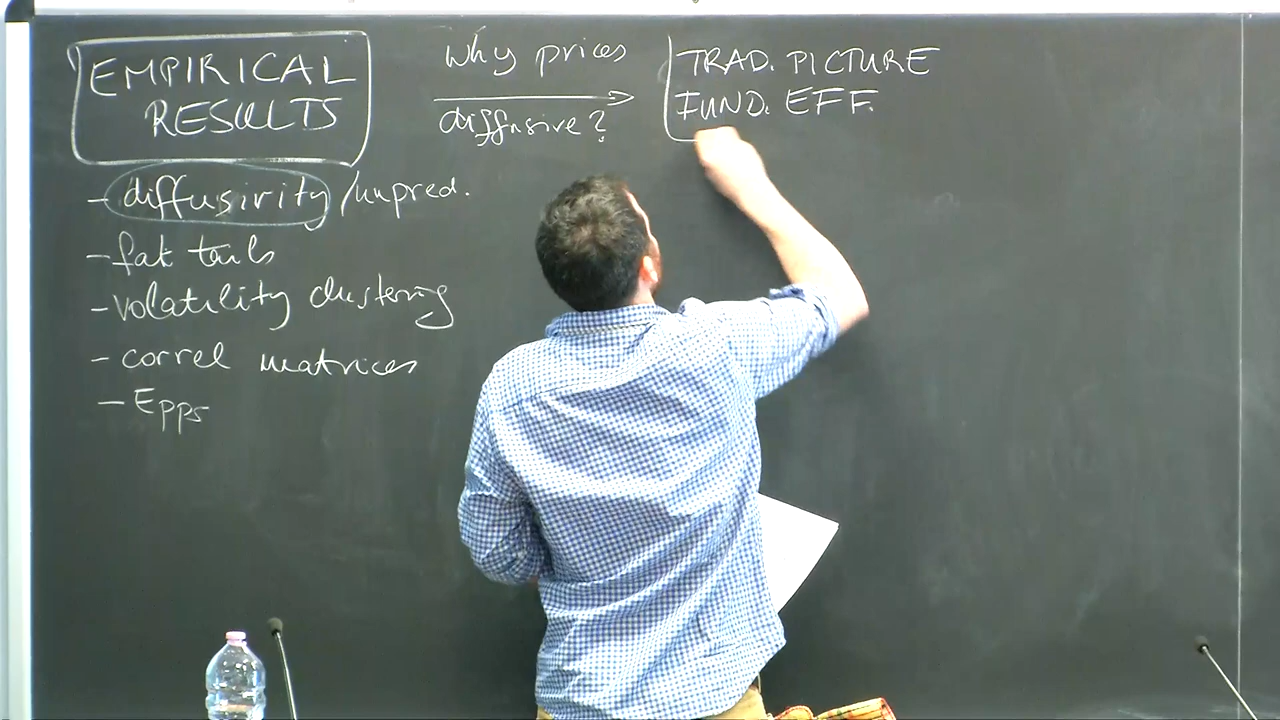 EMPIRICAL
RESULTS
- diffusivity/unpred.
- fat tails
- volatility clustering
- correl matrices
- Epps
Why prices
diffusive?
TRAD. PICTURE
FUND. EFF.